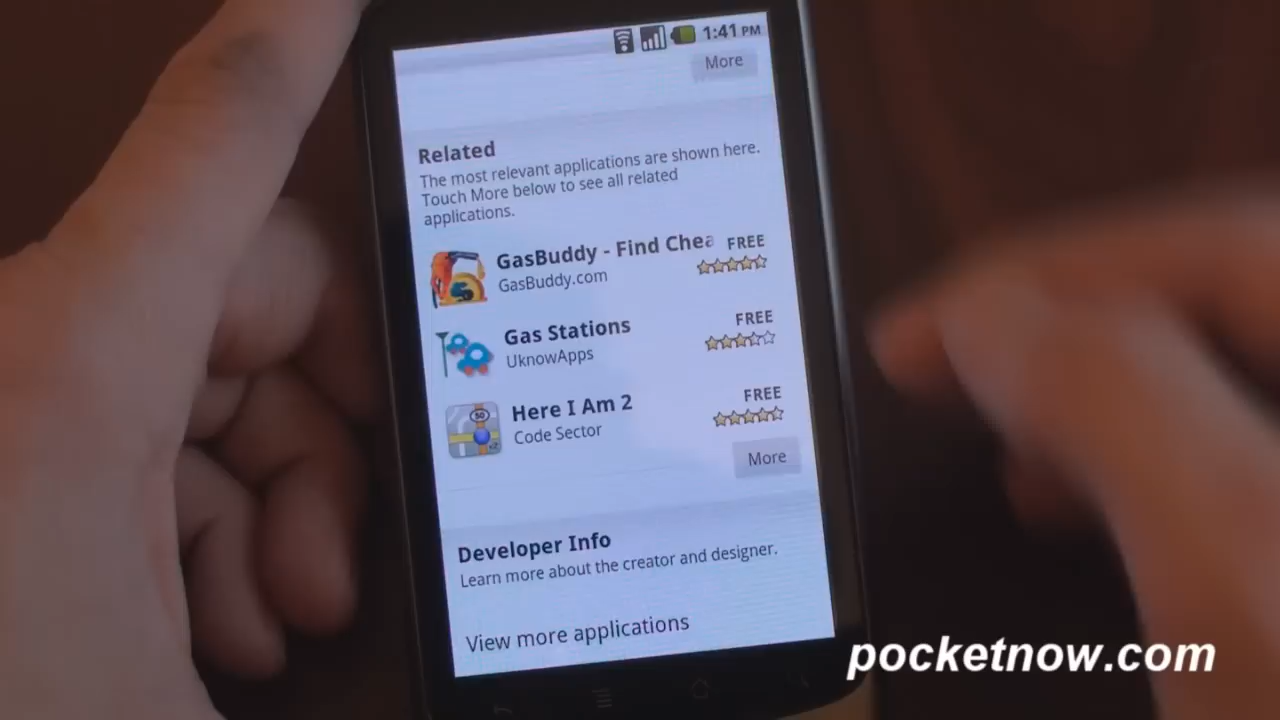 1:41 PM
More
Related
The most relevant applications are shown here.
Touch More below to see all related
applications.
GasBuddy - Find Chea FREE
GasBuddy.com
Gas Stations FREE
UknowApps
Here I Am 2 FREE
Code Sector
More
Developer Info
Learn more about the creator and designer.
View more applications
pocketnow.com